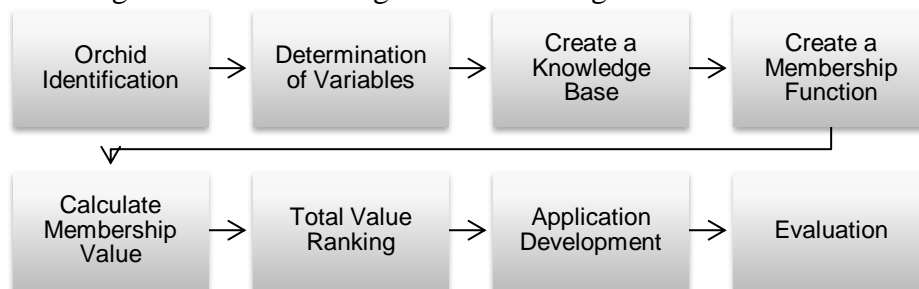 Orchid
Identification
Determination
of Variables
Create a
Knowledge
Base
Create a
Membership
Function
Calculate
Membership
Value
Total Value
Ranking
Application
Development
Evaluation